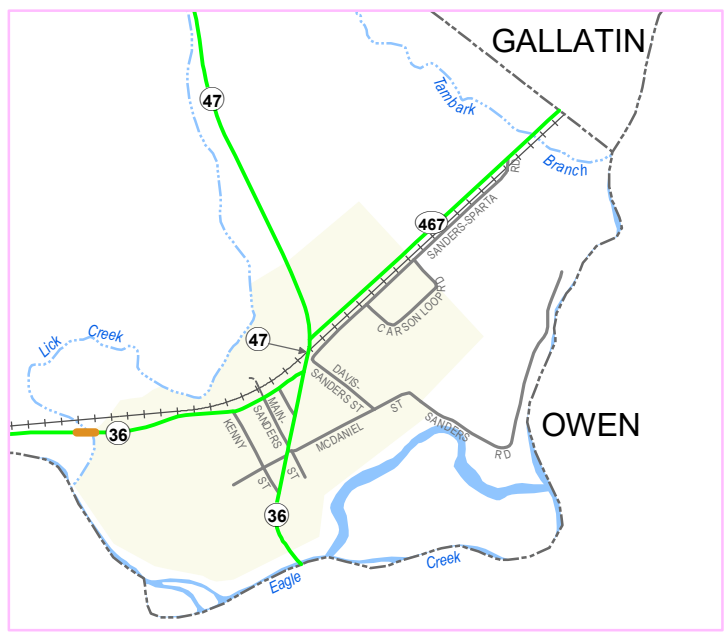 GALLATIN
47
Tambark
Branch
RD
SANDERS-SPARTA
467
CARSON LOOP RD
Lick
Creek
47
DAVIS-
SANDERS ST
MAIN-
SANDERS
ST
KENNY
ST
MCDANIEL
ST
SANDERS
RD
OWEN
36
36
Eagle
Creek